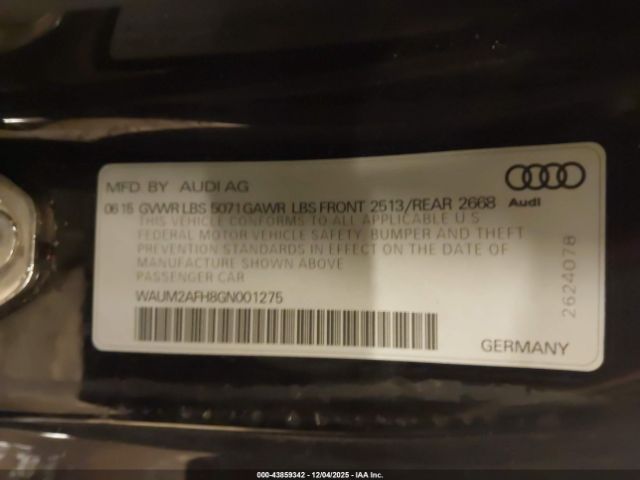 MFD. BY AUDI AG
06 15 GVWR LBS 5071 GAWR LBS FRONT 2513/REAR 2668
Audi
THIS VEHICLE CONFORMS TO ALL APPLICABLE U S
FEDERAL MOTOR VEHICLE SAFETY, BUMPER AND THEFT
PREVENTION STANDARDS IN EFFECT ON THE DATE OF
MANUFACTURE SHOWN ABOVE
PASSENGER CAR
WAUM2AFH8GN001275
2624078
GERMANY
000-43859342 - 12/04/2025 - IAA Inc.